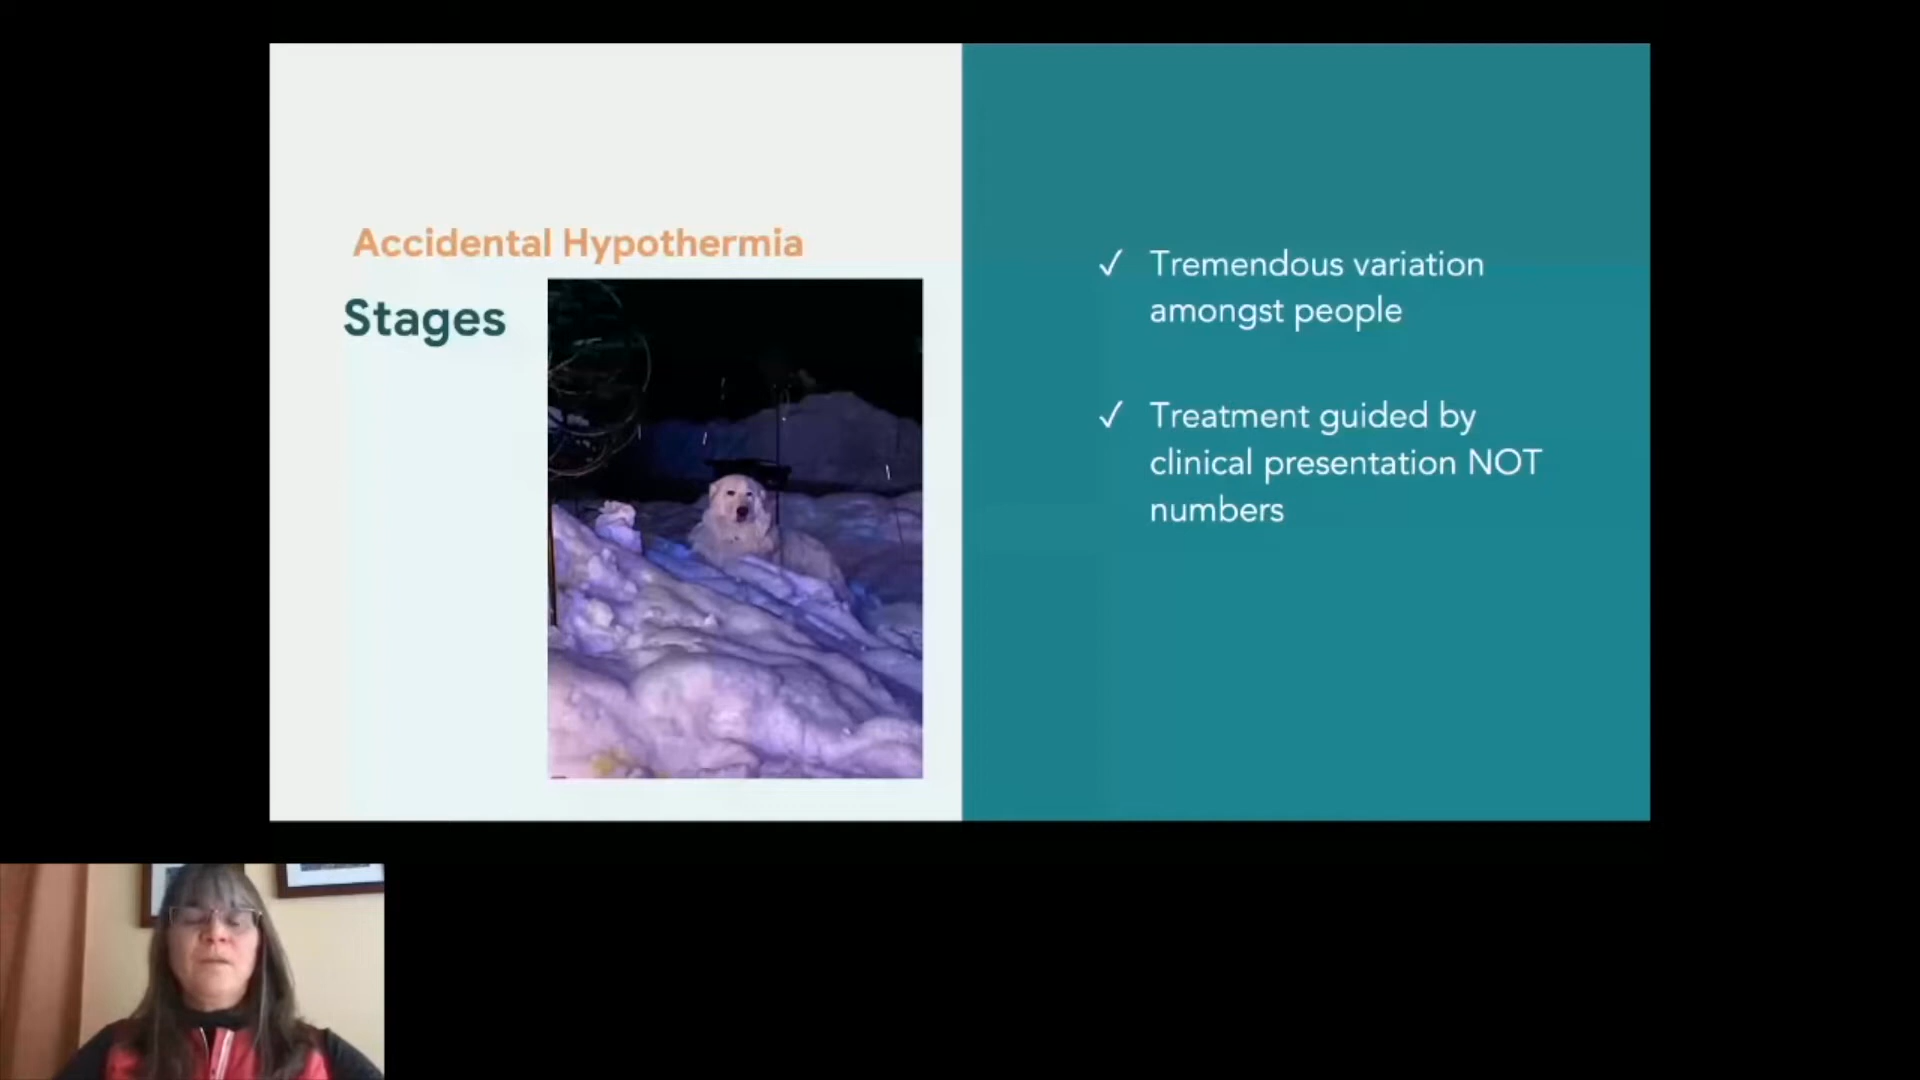 Accidental Hypothermia
Stages
✓ Tremendous variation
amongst people
✓ Treatment guided by
clinical presentation NOT
numbers